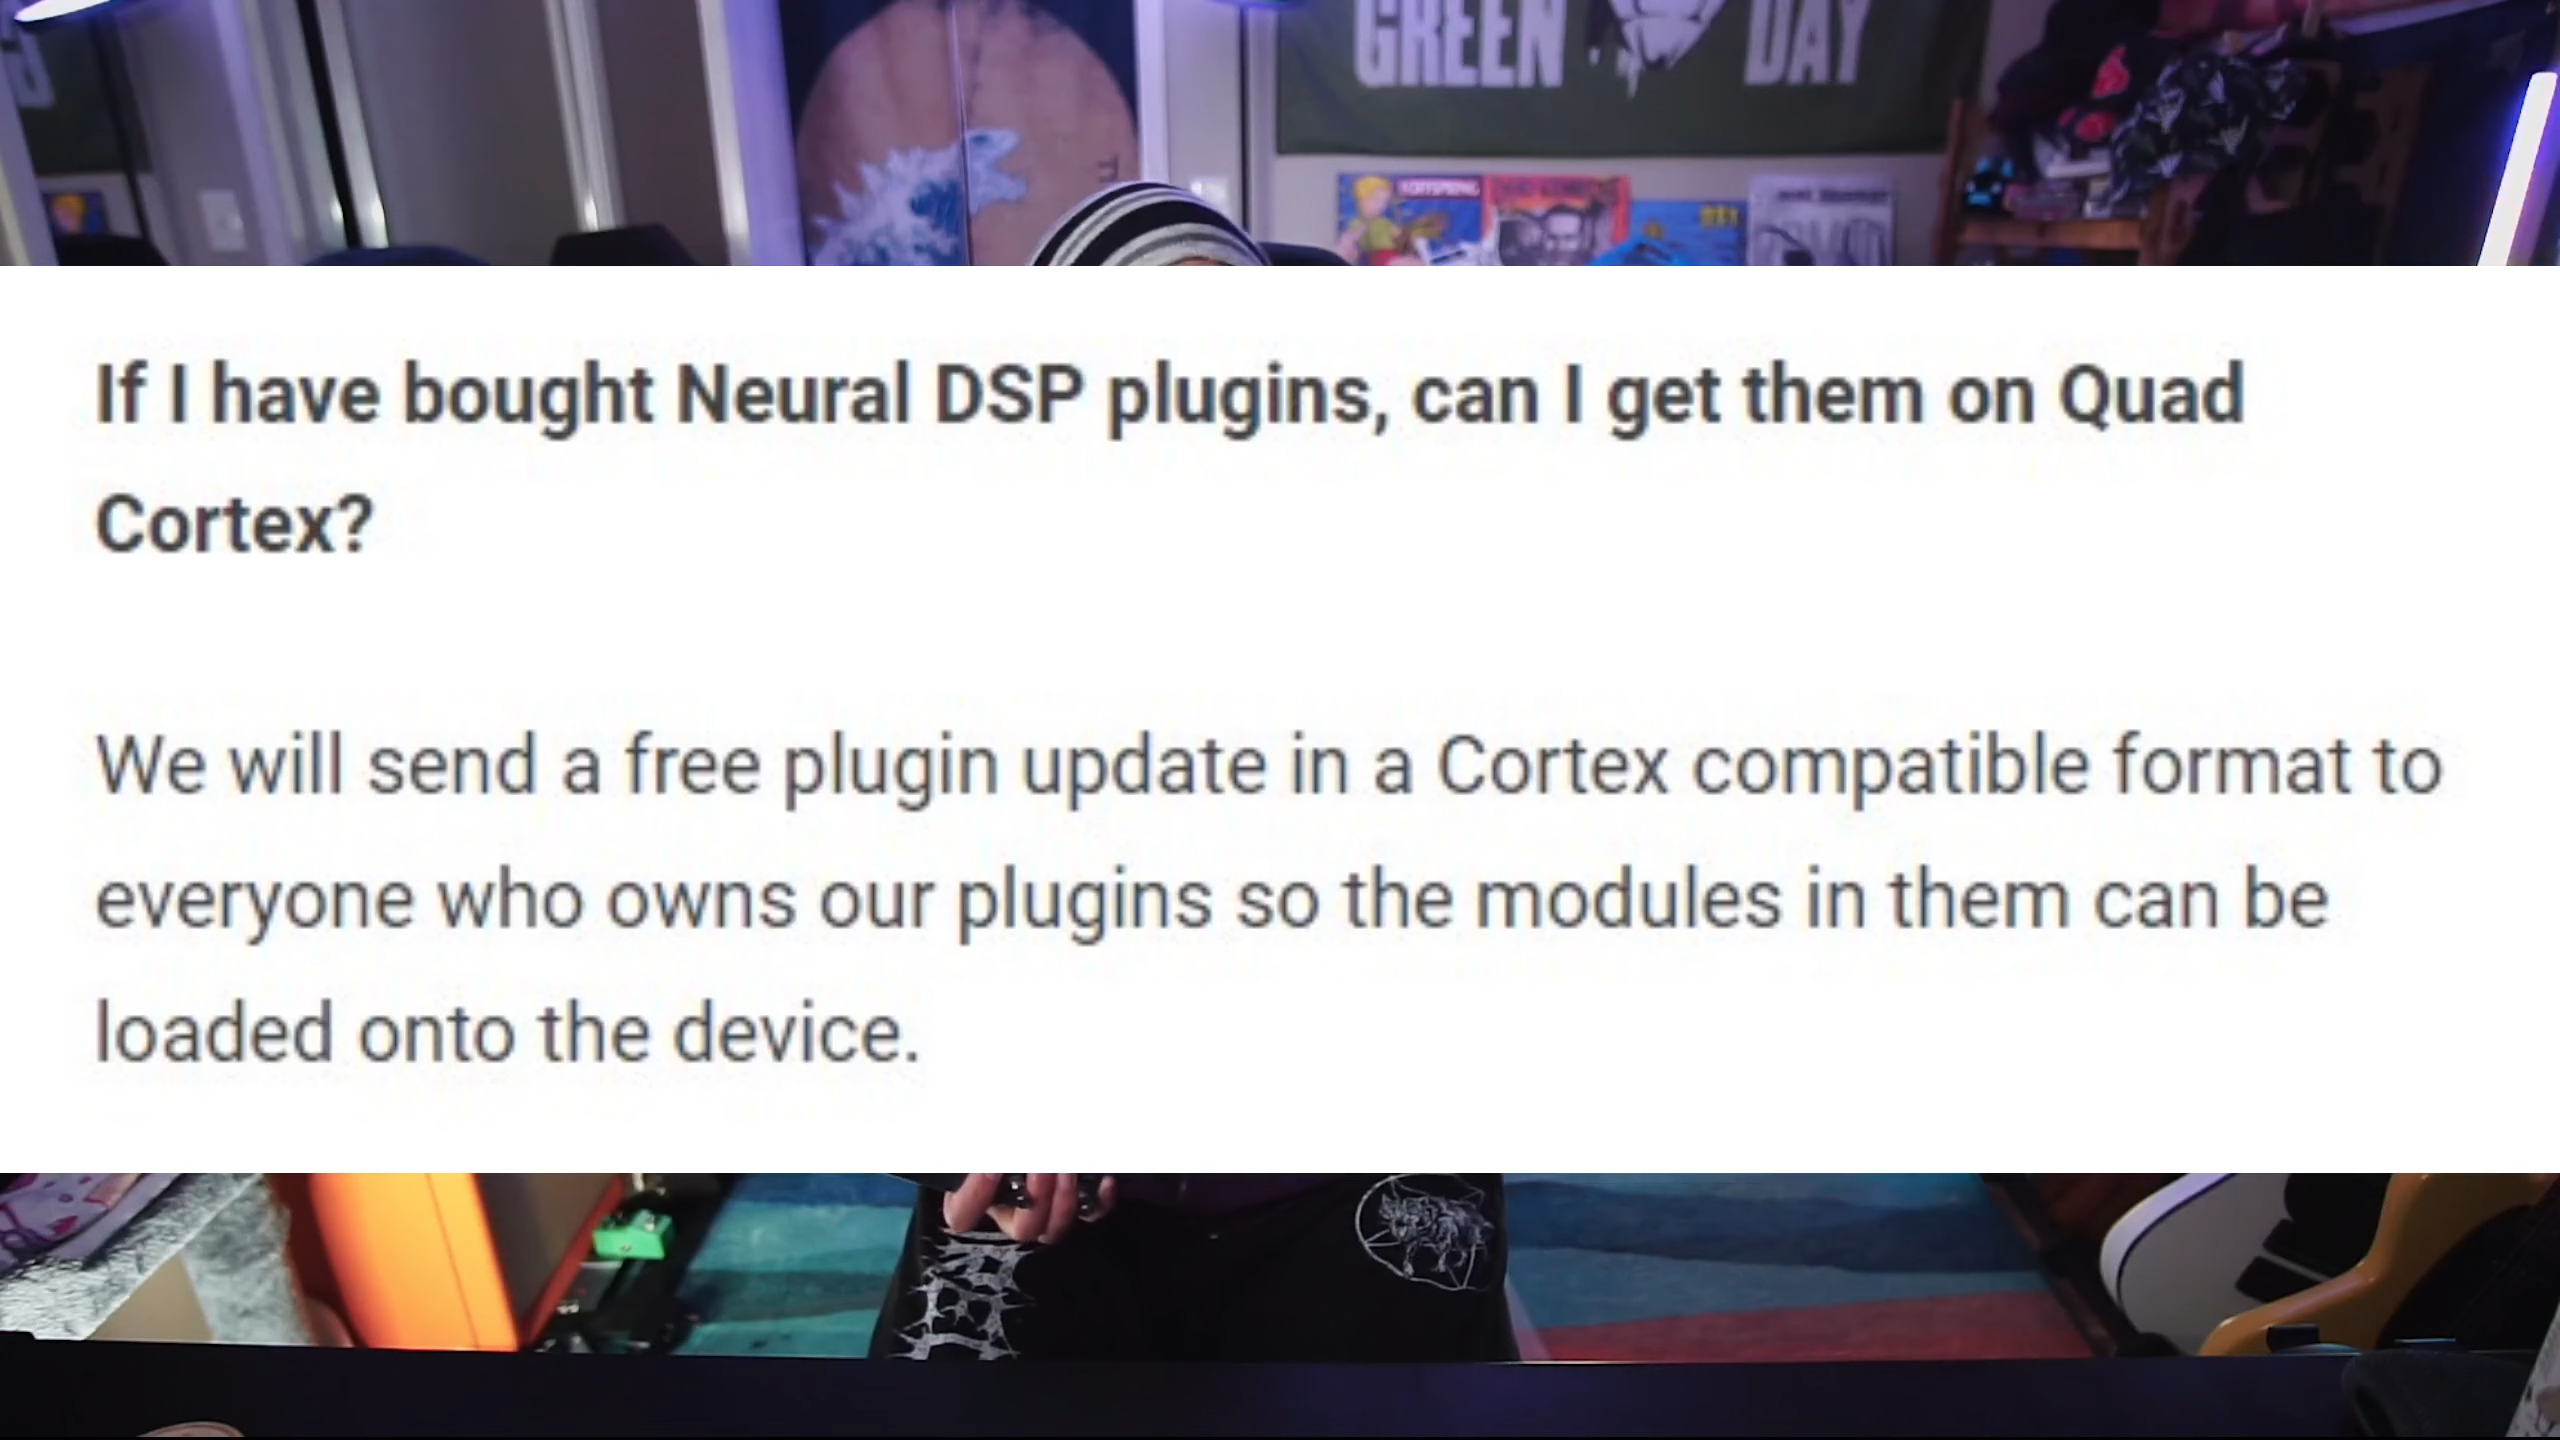 GREEN DAY
If I have bought Neural DSP plugins, can I get them on Quad
Cortex?
We will send a free plugin update in a Cortex compatible format to
everyone who owns our plugins so the modules in them can be
loaded onto the device.